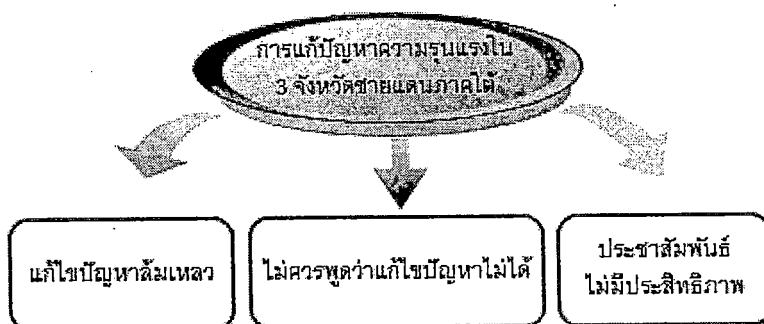 การแก้ปัญหาความรุนแรงใน
3 จังหวัดชายแดนภาคใต้
แก้ไขปัญหาล้มเหลว
ไม่ควรพูดว่าแก้ไขปัญหาไม่ได้
ประชาสัมพันธ์
ไม่มีประสิทธิภาพ